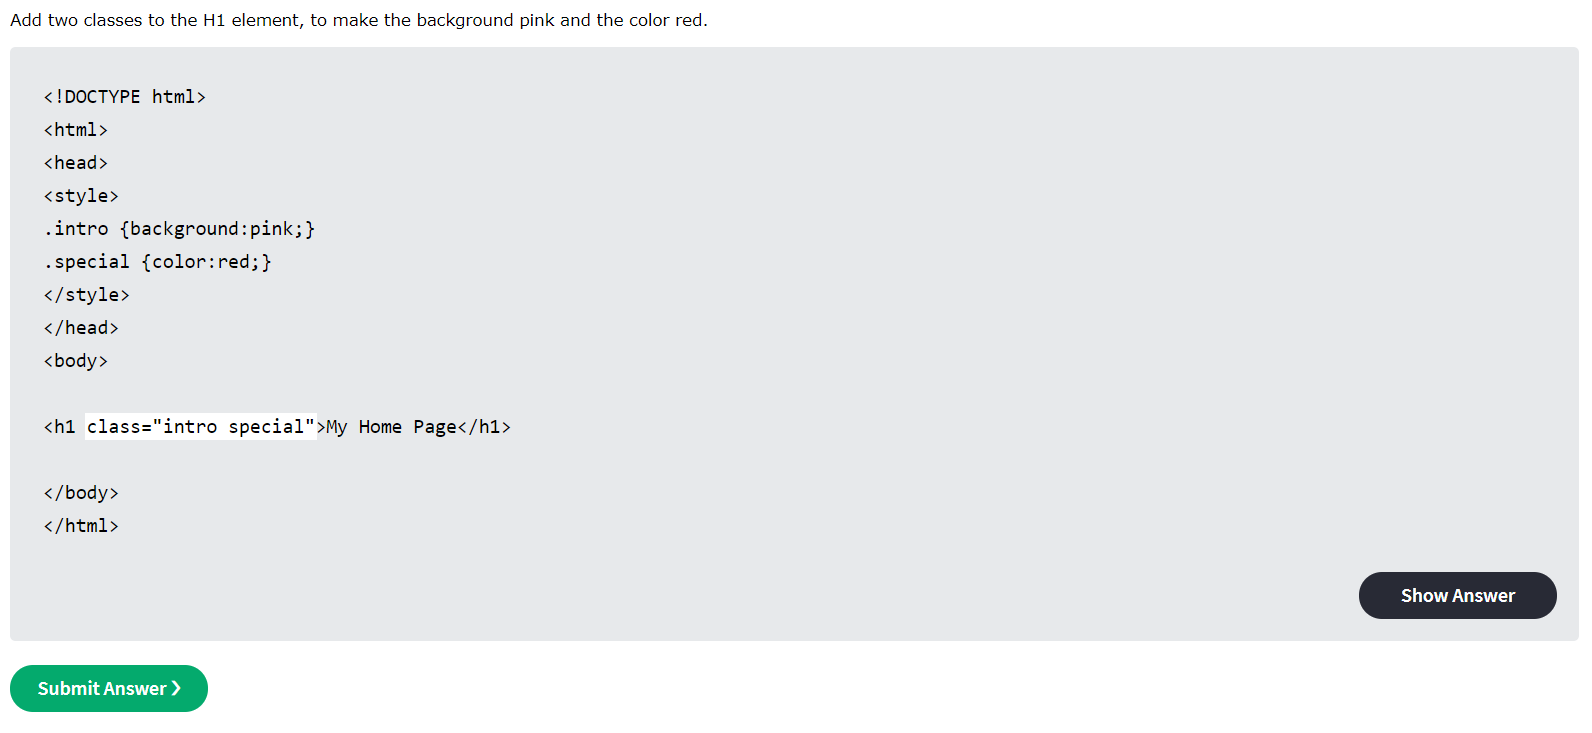 Add two classes to the H1 element, to make the background pink and the color red.
<!DOCTYPE html>
<html>
<head>
<style>
.intro {background:pink;}
.special {color:red;}
</style>
</head>
<body>
<h1 class="intro special">My Home Page</h1>
</body>
</html>
Show Answer
Submit Answer ❯